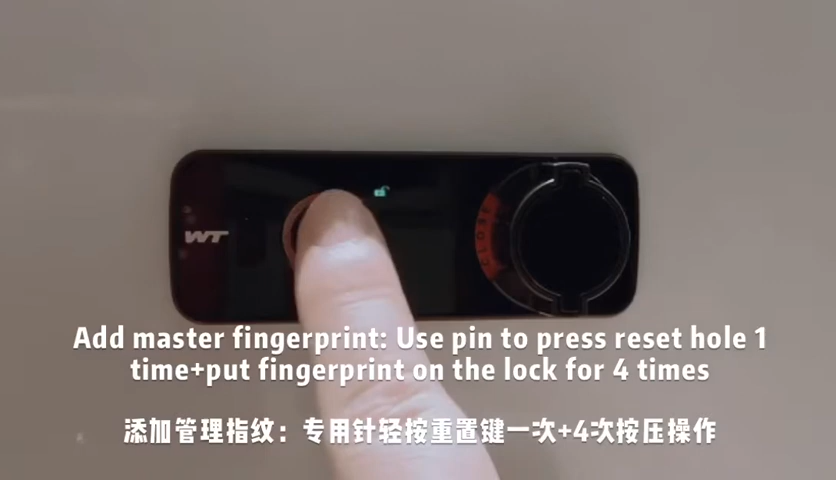 WT
CLOSE
Add master fingerprint: Use pin to press reset hole 1
time+put fingerprint on the lock for 4 times
添加管理指纹：专用针轻按重置键一次+4次按压操作